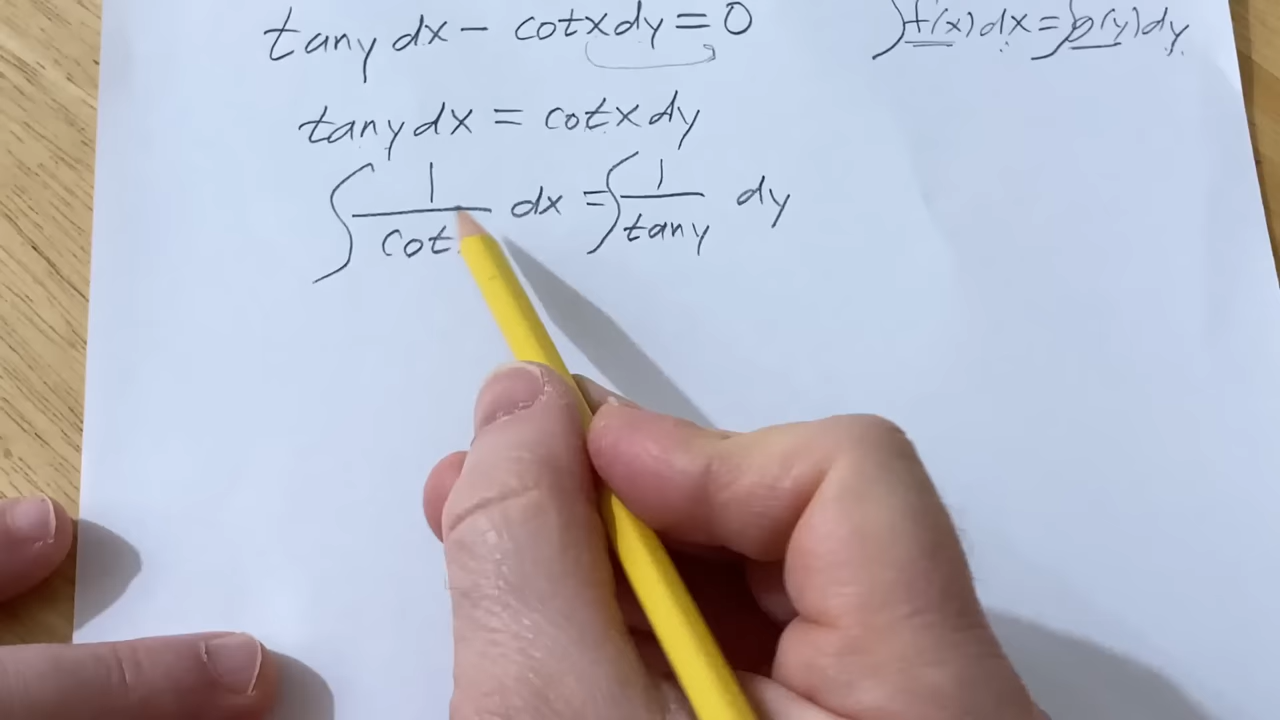 tany dx - cotx dy = 0
∫f(x)dx = ∫g(y)dy
tany dx = cotx dy
∫ 1/cot dx = ∫ 1/tany dy